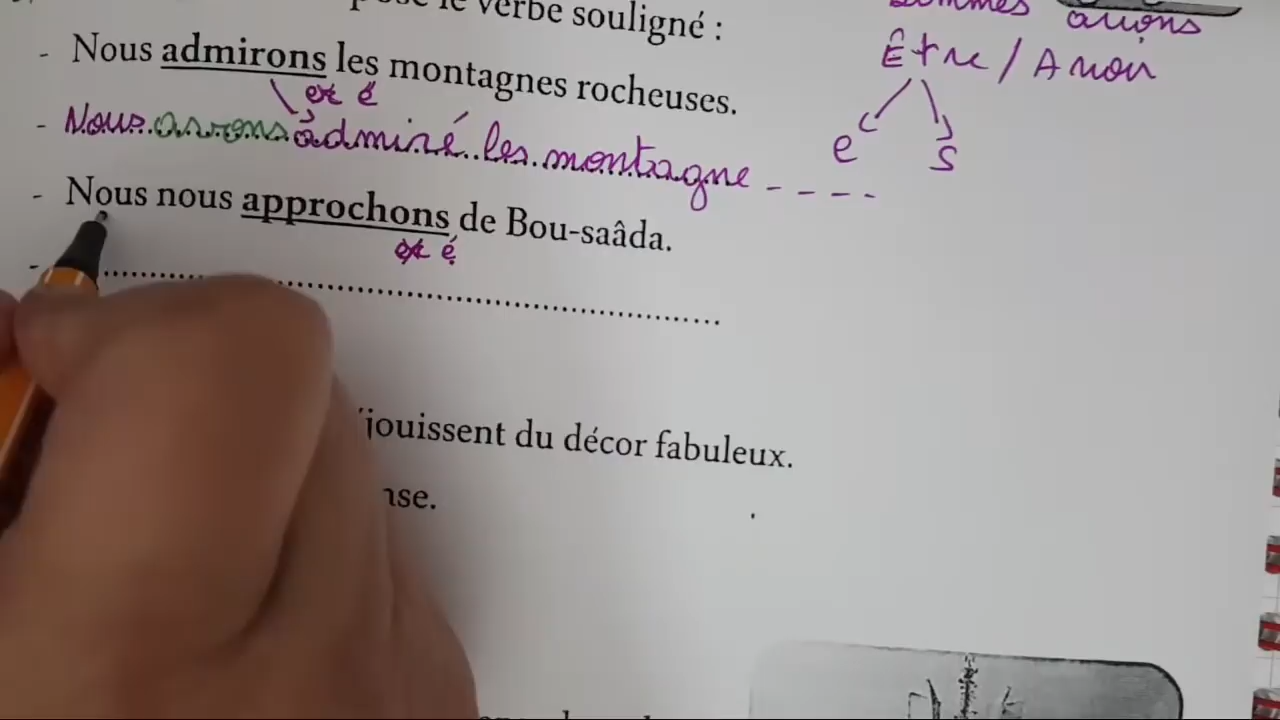 le verbe souligné :
- Nous admirons les montagnes rocheuses.
er é
- Nous avons admiré les montagne - - - -
- Nous nous approchons de Bou-saâda.
er é
jouissent du décor fabuleux.
nse.
avions
Être / Avoir
e s